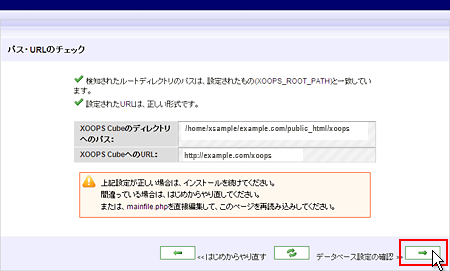 パス・URLのチェック
検知されたルートディレクトリのパスは、設定されたもの(XOOPS_ROOT_PATH)と一致してい
ます。
設定されたURLは、正しい形式です。
XOOPS Cubeのディレクトリ
へのパス:
/home/xsample/example.com/public_html/xoops
XOOPS CubeへのURL:
http://example.com/xoops
上記設定が正しい場合は、インストールを続けてください。
間違っている場合は、はじめからやり直してください。
または、mainfile.phpを直接編集して、このページを再読み込みしてください。
<<はじめからやり直す データベース設定の確認 >>